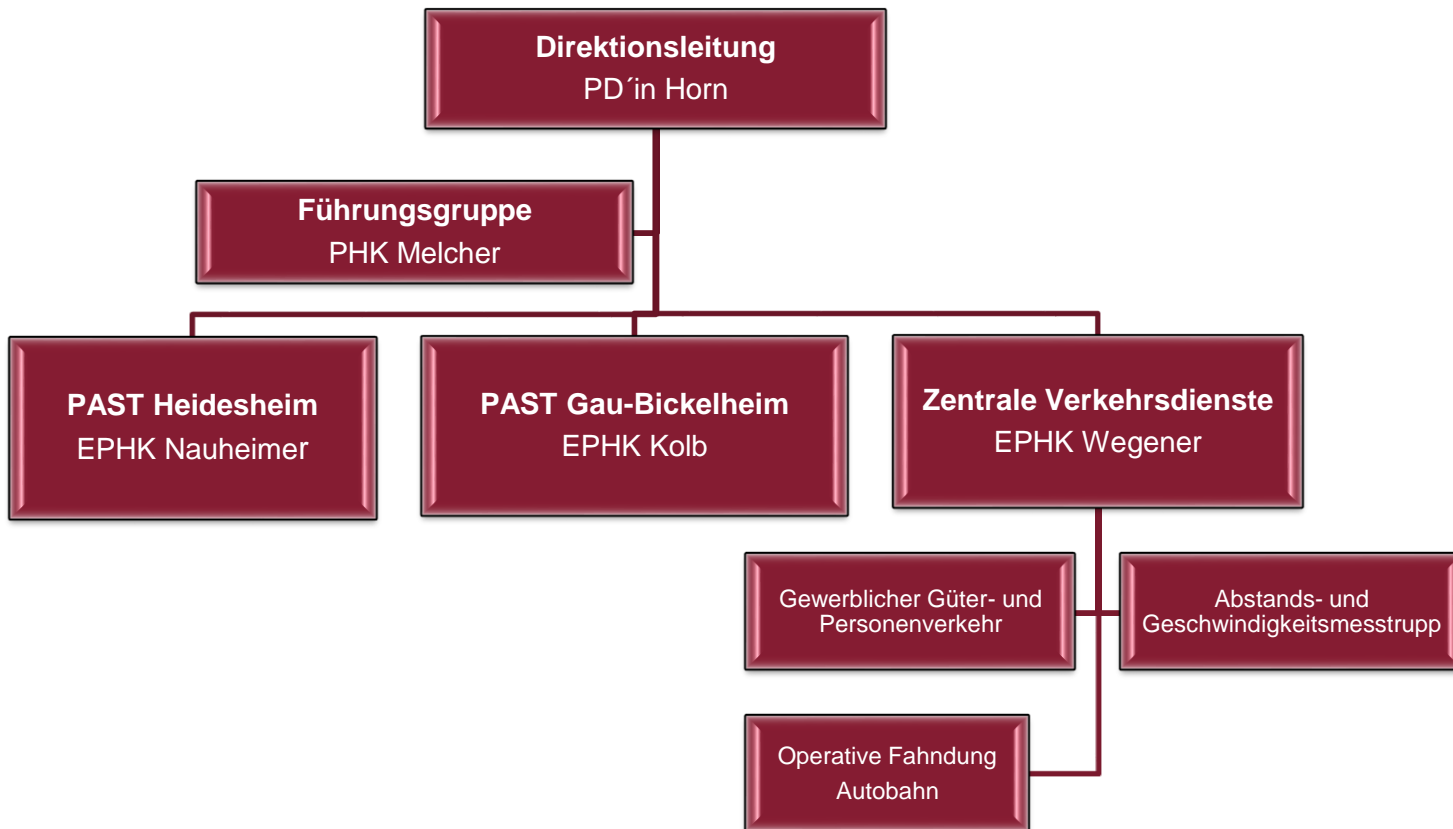 Direktionsleitung
PD´in Horn
Führungsgruppe
PHK Melcher
PAST Heidesheim
EPHK Nauheimer
PAST Gau-Bickelheim
EPHK Kolb
Zentrale Verkehrsdienste
EPHK Wegener
Gewerblicher Güter- und
Personenverkehr
Abstands- und
Geschwindigkeitsmesstrupp
Operative Fahndung
Autobahn